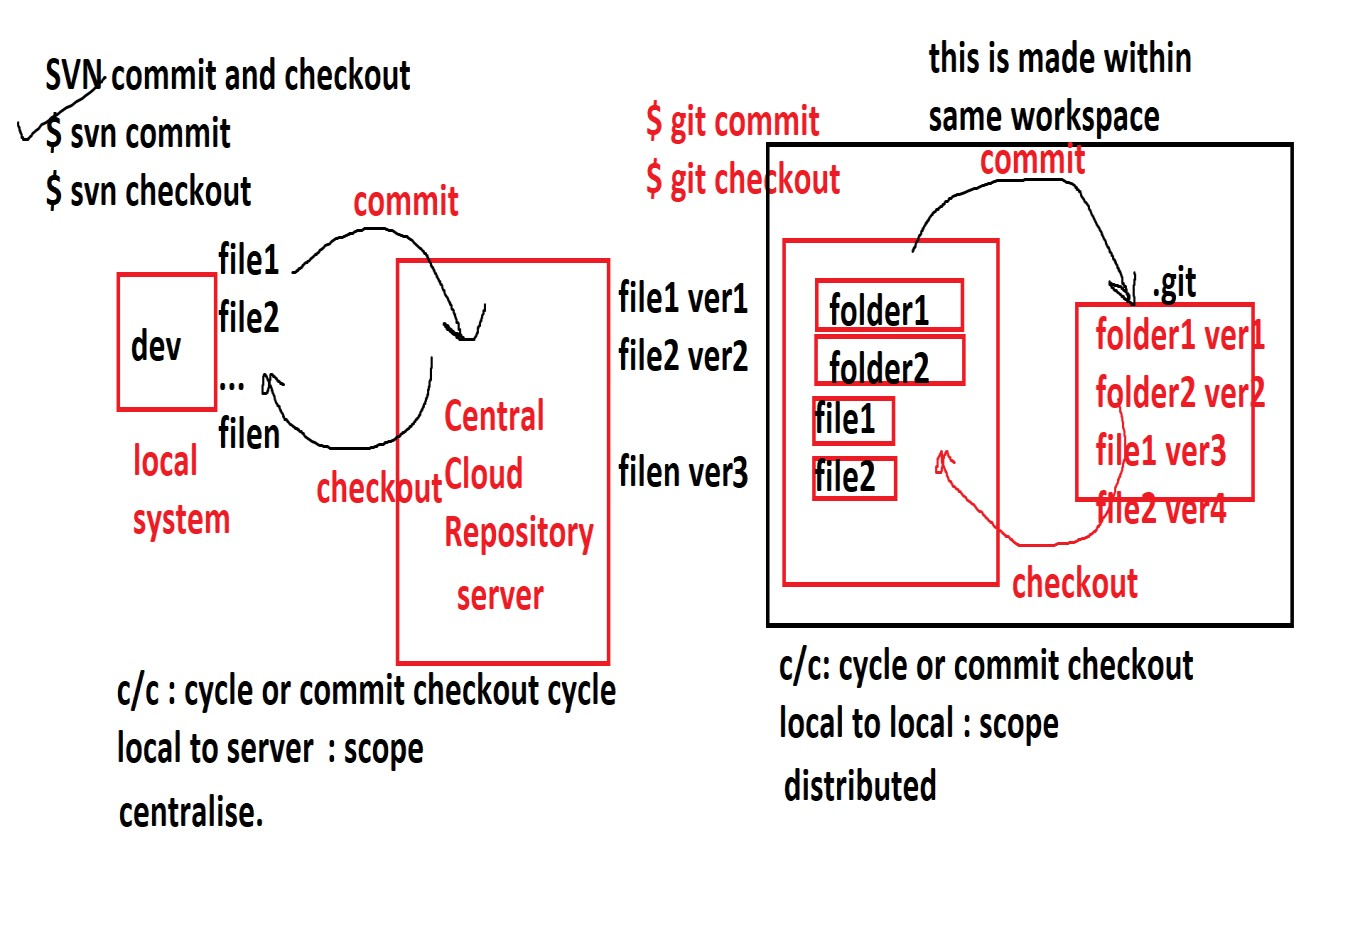 SVN commit and checkout
$ svn commit
$ svn checkout
commit
file1
file2
...
filen
dev
local
system
checkout
Central
Cloud
Repository
server
file1 ver1
file2 ver2
filen ver3
c/c : cycle or commit checkout cycle
local to server : scope
centralise.
this is made within
same workspace
$ git commit
$ git checkout
commit
folder1
folder2
file1
file2
.git
folder1 ver1
folder2 ver2
file1 ver3
file2 ver4
checkout
c/c: cycle or commit checkout
local to local : scope
distributed